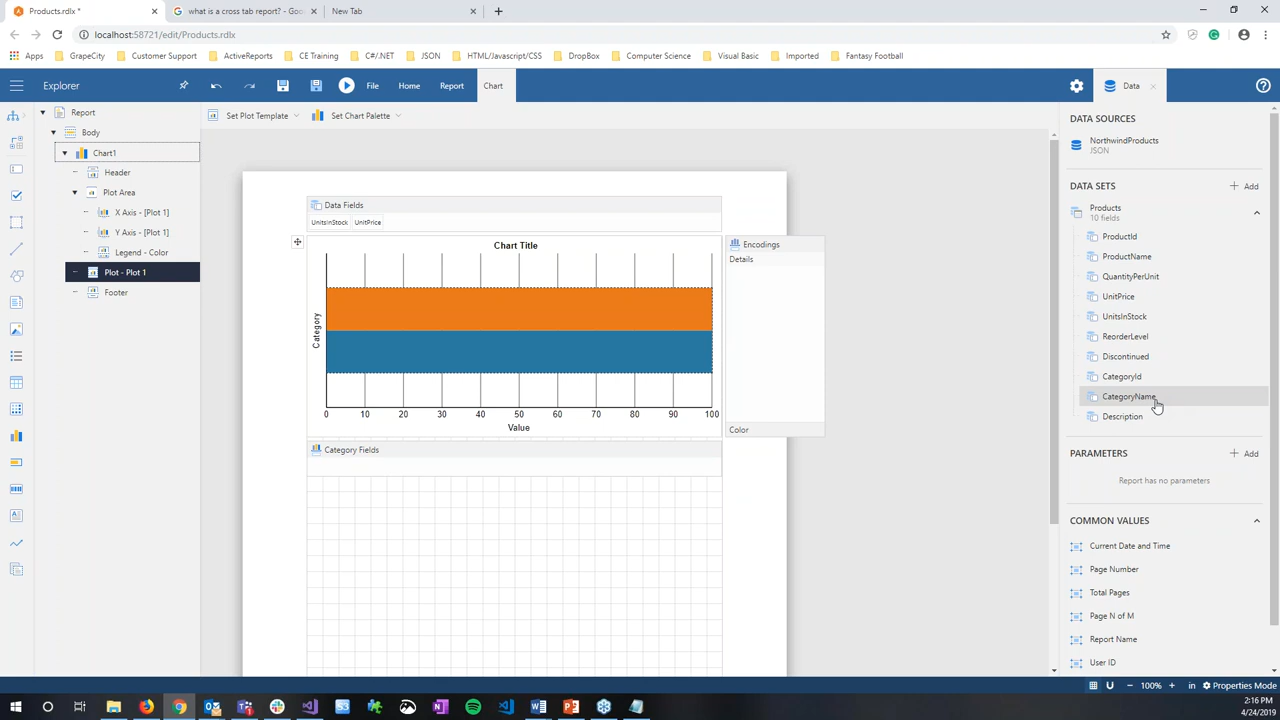 Products.rdlx *
what is a cross tab report? - Goo
New Tab
localhost:58721/edit/Products.rdlx
Apps
GrapeCity
Customer Support
ActiveReports
CE Training
C#/.NET
JSON
HTML/Javascript/CSS
DropBox
Computer Science
Visual Basic
Imported
Fantasy Football
Explorer
File
Home
Report
Chart
Data
Report
Body
Chart1
Header
Plot Area
X Axis - [Plot 1]
Y Axis - [Plot 1]
Legend - Color
Plot - Plot 1
Footer
Set Plot Template
Set Chart Palette
Data Fields
UnitsInStock UnitPrice
Chart Title
Category
0 10 20 30 40 50 60 70 80 90 100
Value
Category Fields
Encodings
Details
Color
DATA SOURCES
NorthwindProducts
JSON
DATA SETS
Add
Products
10 fields
ProductId
ProductName
QuantityPerUnit
UnitPrice
UnitsInStock
ReorderLevel
Discontinued
CategoryId
CategoryName
Description
PARAMETERS
Add
Report has no parameters
COMMON VALUES
Current Date and Time
Page Number
Total Pages
Page N of M
Report Name
User ID
100%
in
Properties Mode
2:16 PM
4/24/2019